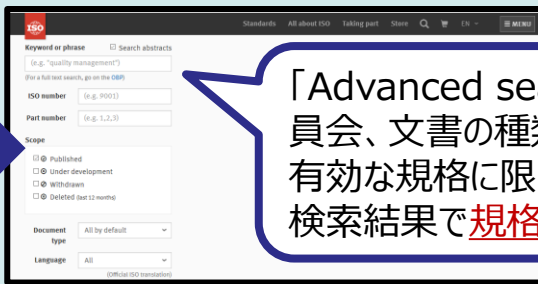 ISO
Standards All about ISO Taking part Store EN MENU
Keyword or phrase Search abstracts
(e.g. "quality management")
(For a full text search, go on the OBP)
ISO number (e.g. 9001)
Part number (e.g. 1,2,3)
Scope
Published
Under development
Withdrawn
Deleted (last 12 months)
Document type All by default
Language All
(Official ISO translation)
「Advanced sea
員会、文書の種
有効な規格に限
検索結果で規格